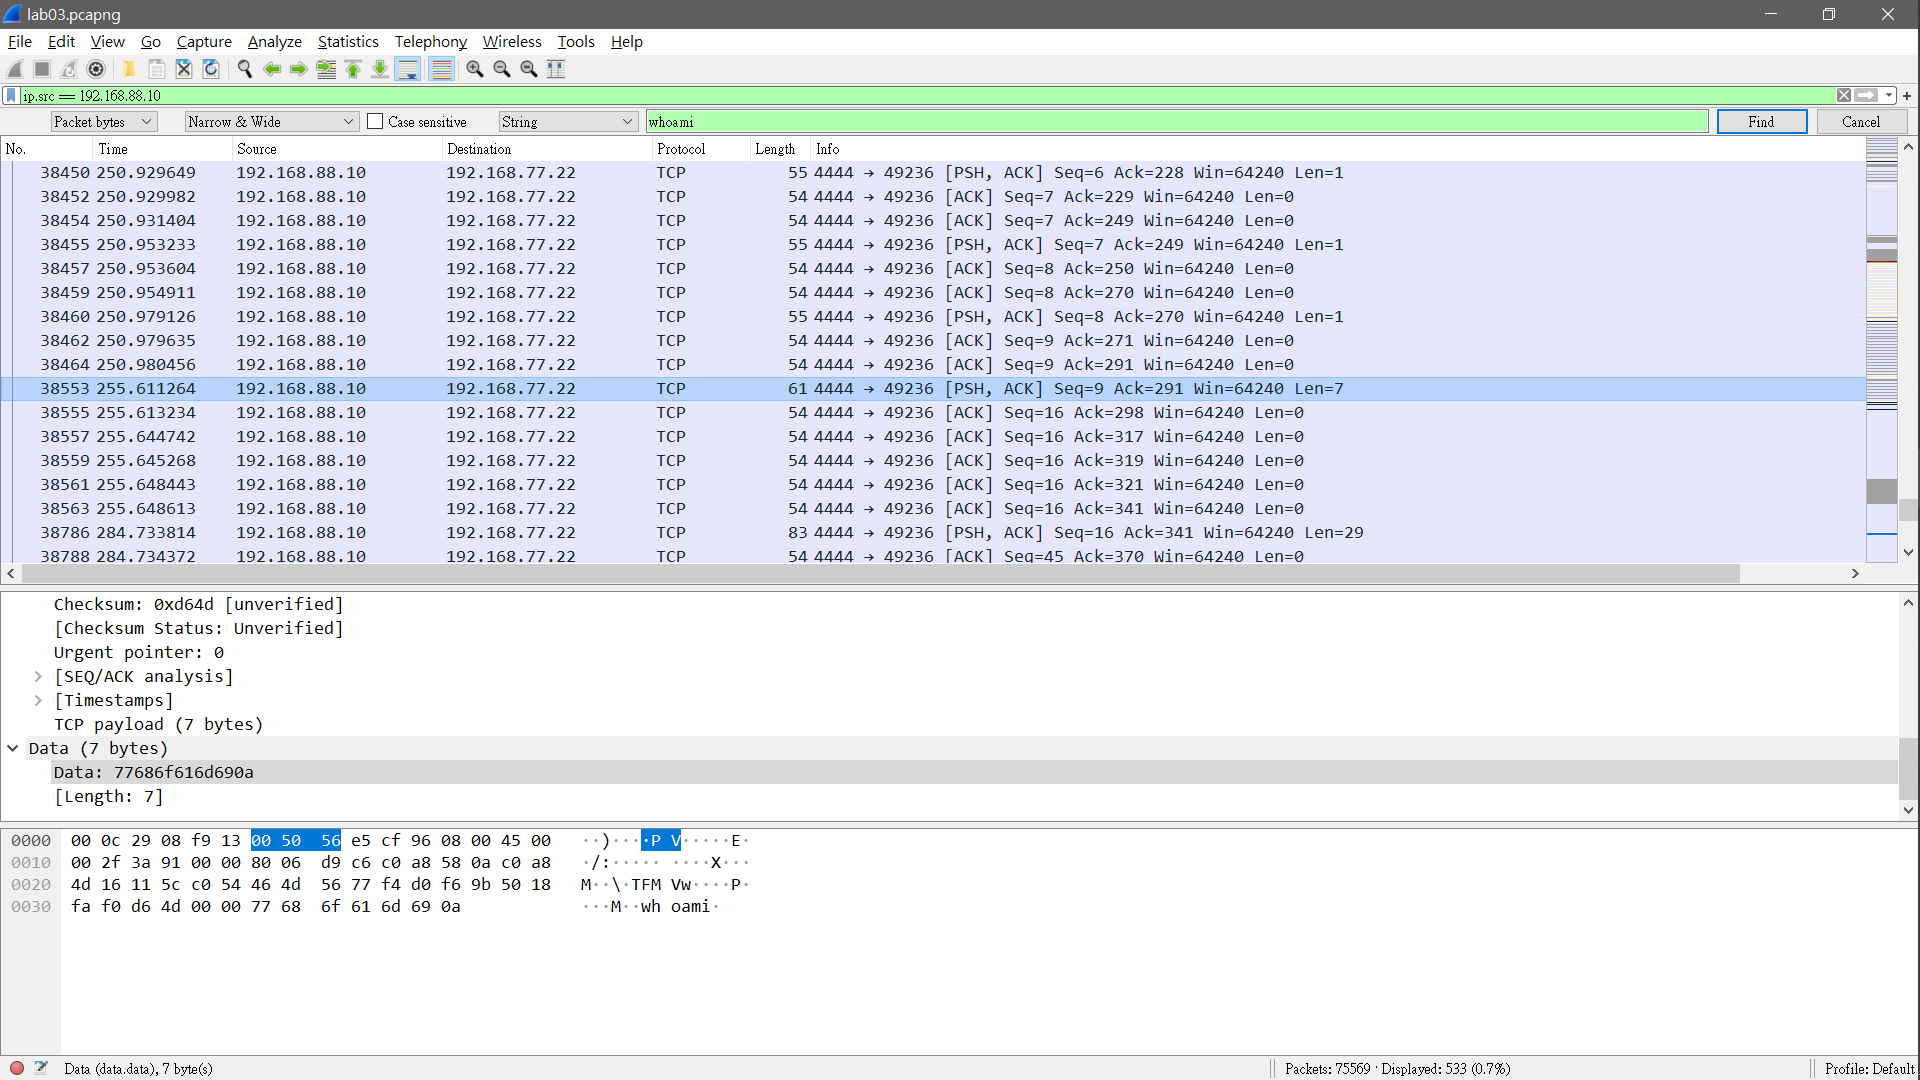 lab03.pcapng
File Edit View Go Capture Analyze Statistics Telephony Wireless Tools Help
ip.src == 192.168.88.10
Packet bytes Narrow & Wide Case sensitive String whoami Find Cancel
No. Time Source Destination Protocol Length Info
38450 250.929649 192.168.88.10 192.168.77.22 TCP 55 4444 → 49236 [PSH, ACK] Seq=6 Ack=228 Win=64240 Len=1
38452 250.929982 192.168.88.10 192.168.77.22 TCP 54 4444 → 49236 [ACK] Seq=7 Ack=229 Win=64240 Len=0
38454 250.931404 192.168.88.10 192.168.77.22 TCP 54 4444 → 49236 [ACK] Seq=7 Ack=249 Win=64240 Len=0
38455 250.953233 192.168.88.10 192.168.77.22 TCP 55 4444 → 49236 [PSH, ACK] Seq=7 Ack=249 Win=64240 Len=1
38457 250.953604 192.168.88.10 192.168.77.22 TCP 54 4444 → 49236 [ACK] Seq=8 Ack=250 Win=64240 Len=0
38459 250.954911 192.168.88.10 192.168.77.22 TCP 54 4444 → 49236 [ACK] Seq=8 Ack=270 Win=64240 Len=0
38460 250.979126 192.168.88.10 192.168.77.22 TCP 55 4444 → 49236 [PSH, ACK] Seq=8 Ack=270 Win=64240 Len=1
38462 250.979635 192.168.88.10 192.168.77.22 TCP 54 4444 → 49236 [ACK] Seq=9 Ack=271 Win=64240 Len=0
38464 250.980456 192.168.88.10 192.168.77.22 TCP 54 4444 → 49236 [ACK] Seq=9 Ack=291 Win=64240 Len=0
38553 255.611264 192.168.88.10 192.168.77.22 TCP 61 4444 → 49236 [PSH, ACK] Seq=9 Ack=291 Win=64240 Len=7
38555 255.613234 192.168.88.10 192.168.77.22 TCP 54 4444 → 49236 [ACK] Seq=16 Ack=298 Win=64240 Len=0
38557 255.644742 192.168.88.10 192.168.77.22 TCP 54 4444 → 49236 [ACK] Seq=16 Ack=317 Win=64240 Len=0
38559 255.645268 192.168.88.10 192.168.77.22 TCP 54 4444 → 49236 [ACK] Seq=16 Ack=319 Win=64240 Len=0
38561 255.648443 192.168.88.10 192.168.77.22 TCP 54 4444 → 49236 [ACK] Seq=16 Ack=321 Win=64240 Len=0
38563 255.648613 192.168.88.10 192.168.77.22 TCP 54 4444 → 49236 [ACK] Seq=16 Ack=341 Win=64240 Len=0
38786 284.733814 192.168.88.10 192.168.77.22 TCP 83 4444 → 49236 [PSH, ACK] Seq=16 Ack=341 Win=64240 Len=29
38788 284.734372 192.168.88.10 192.168.77.22 TCP 54 4444 → 49236 [ACK] Seq=45 Ack=370 Win=64240 Len=0
Checksum: 0xd64d [unverified]
[Checksum Status: Unverified]
Urgent pointer: 0
[SEQ/ACK analysis]
[Timestamps]
TCP payload (7 bytes)
Data (7 bytes)
Data: 77686f616d690a
[Length: 7]
0000 00 0c 29 08 f9 13 00 50 56 e5 cf 96 08 00 45 00 ··)····P V·····E·
0010 00 2f 3a 91 00 00 80 06 d9 c6 c0 a8 58 0a c0 a8 ·/:····· ····X···
0020 4d 16 11 5c c0 54 46 4d 56 77 f4 d0 f6 9b 50 18 M··\·TFM Vw····P·
0030 fa f0 d6 4d 00 00 77 68 6f 61 6d 69 0a ···M··wh oami·
Data (data.data), 7 byte(s) Packets: 75569 · Displayed: 533 (0.7%) Profile: Default